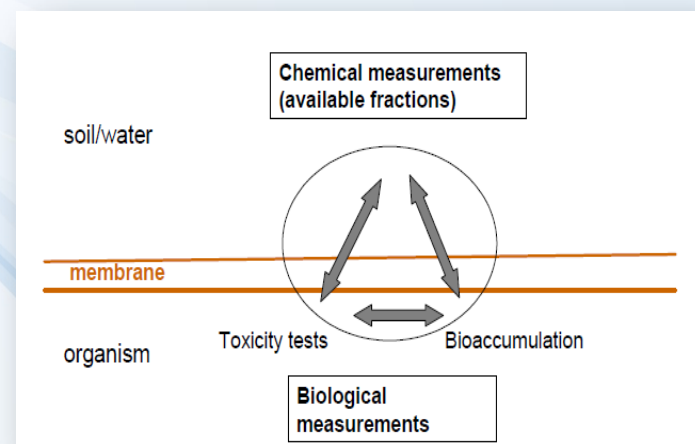 Chemical measurements
(available fractions)
soil/water
membrane
Toxicity tests
Bioaccumulation
organism
Biological
measurements